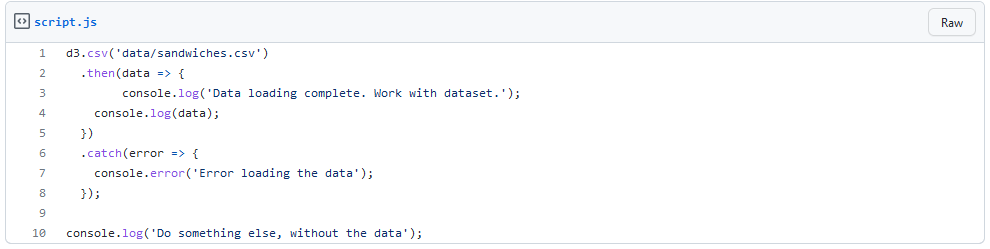 script.js
Raw
1 d3.csv('data/sandwiches.csv')
2   .then(data => {
3         console.log('Data loading complete. Work with dataset.');
4     console.log(data);
5   })
6   .catch(error => {
7     console.error('Error loading the data');
8   });
9
10 console.log('Do something else, without the data');